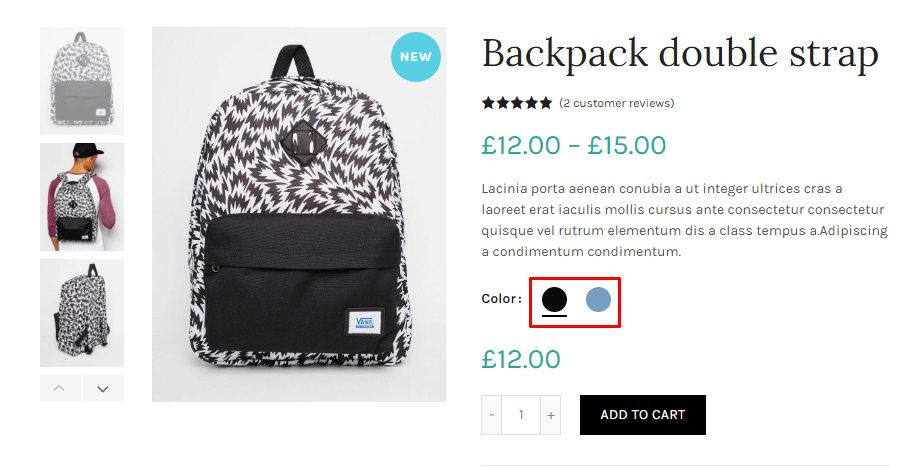 NEW
VANS
Backpack double strap
(2 customer reviews)
£12.00 – £15.00
Lacinia porta aenean conubia a ut integer ultrices cras a
laoreet erat iaculis mollis cursus ante consectetur consectetur
quisque vel rutrum elementum dis a class tempus a.Adipiscing
a condimentum condimentum.
Color:
£12.00
- 1 +
ADD TO CART